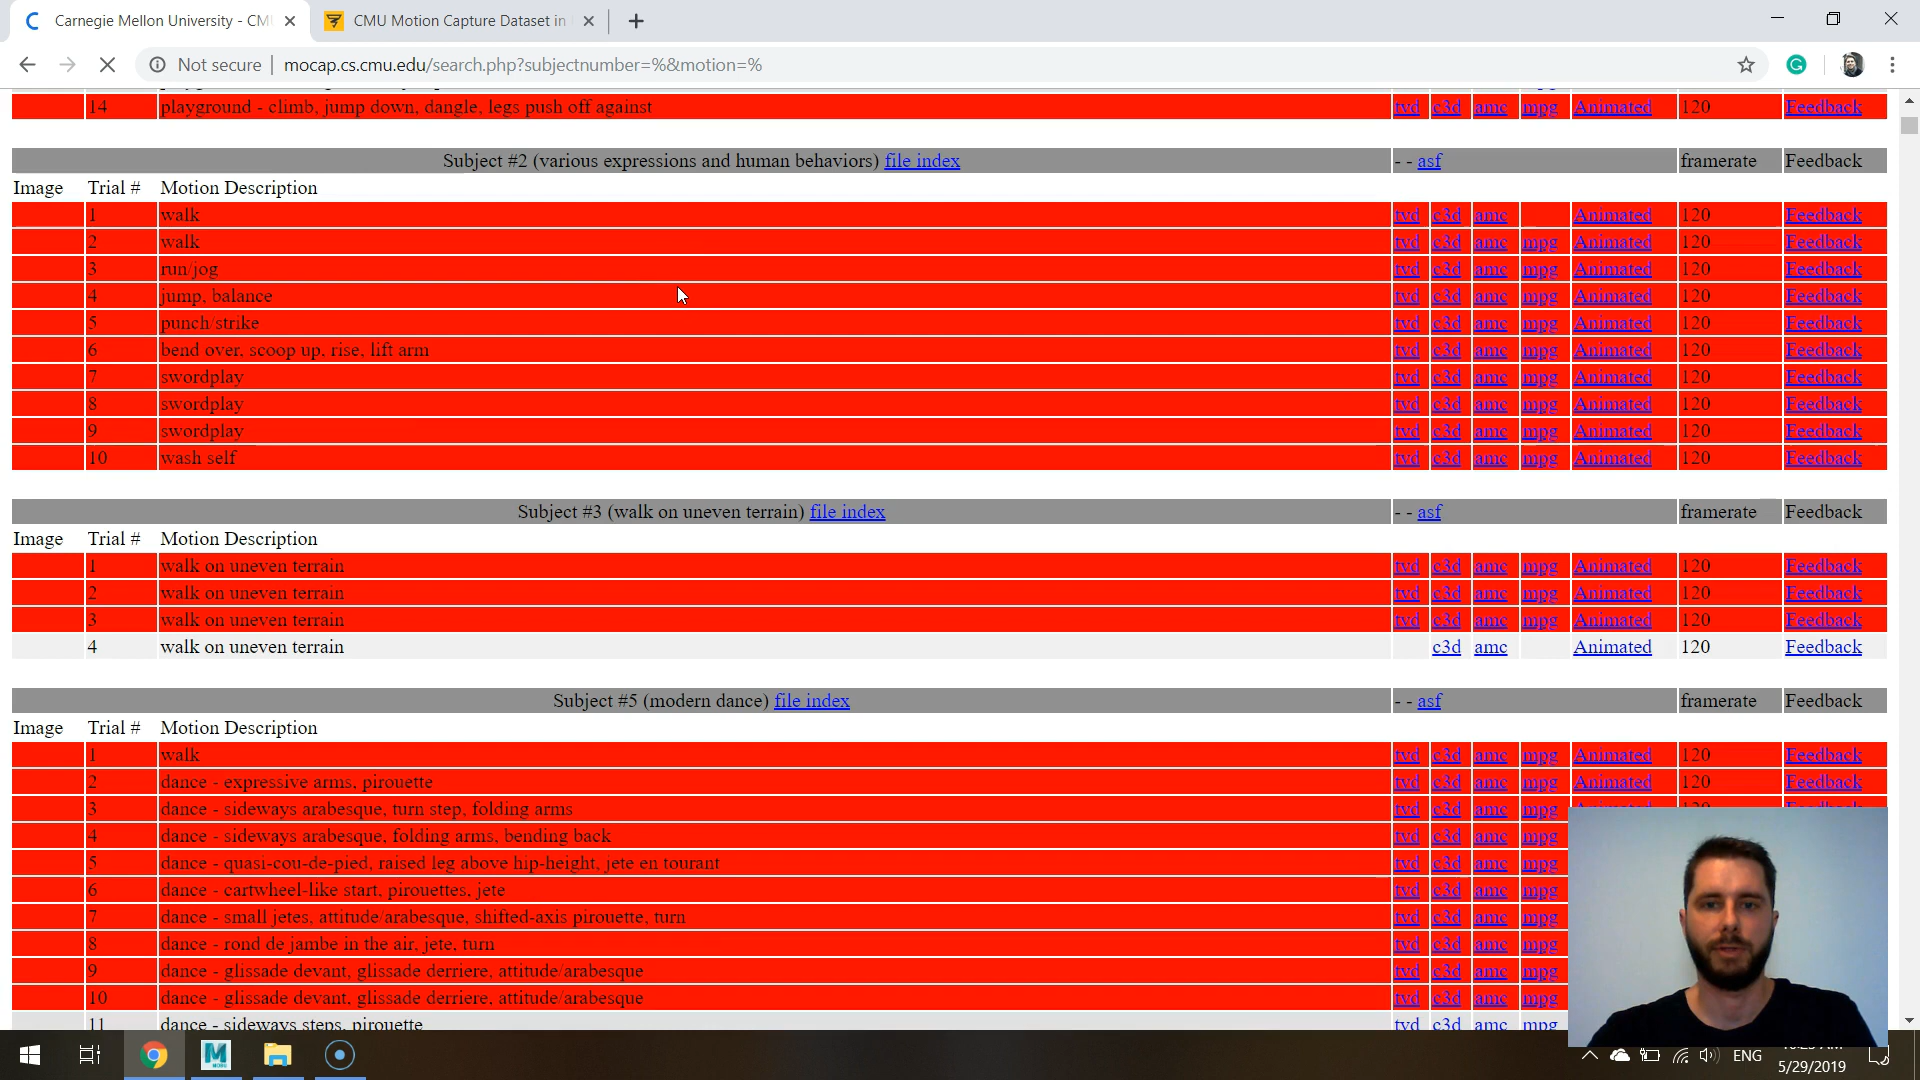 Carnegie Mellon University - CMU
CMU Motion Capture Dataset in
Not secure
mocap.cs.cmu.edu/search.php?subjectnumber=%&motion=%
14 playground - climb, jump down, dangle, legs push off against tvd c3d amc mpg Animated 120 Feedback
Subject #2 (various expressions and human behaviors) file index - - asf framerate Feedback
Image Trial # Motion Description
1 walk tvd c3d amc Animated 120 Feedback
2 walk tvd c3d amc mpg Animated 120 Feedback
3 run/jog tvd c3d amc mpg Animated 120 Feedback
4 jump, balance tvd c3d amc mpg Animated 120 Feedback
5 punch/strike tvd c3d amc mpg Animated 120 Feedback
6 bend over, scoop up, rise, lift arm tvd c3d amc mpg Animated 120 Feedback
7 swordplay tvd c3d amc mpg Animated 120 Feedback
8 swordplay tvd c3d amc mpg Animated 120 Feedback
9 swordplay tvd c3d amc mpg Animated 120 Feedback
10 wash self tvd c3d amc mpg Animated 120 Feedback
Subject #3 (walk on uneven terrain) file index - - asf framerate Feedback
Image Trial # Motion Description
1 walk on uneven terrain tvd c3d amc mpg Animated 120 Feedback
2 walk on uneven terrain tvd c3d amc mpg Animated 120 Feedback
3 walk on uneven terrain tvd c3d amc mpg Animated 120 Feedback
4 walk on uneven terrain c3d amc Animated 120 Feedback
Subject #5 (modern dance) file index - - asf framerate Feedback
Image Trial # Motion Description
1 walk tvd c3d amc mpg Animated 120 Feedback
2 dance - expressive arms, pirouette tvd c3d amc mpg Animated 120 Feedback
3 dance - sideways arabesque, turn step, folding arms tvd c3d amc mpg
4 dance - sideways arabesque, folding arms, bending back tvd c3d amc mpg
5 dance - quasi-cou-de-pied, raised leg above hip-height, jete en tourant tvd c3d amc mpg
6 dance - cartwheel-like start, pirouettes, jete tvd c3d amc mpg
7 dance - small jetes, attitude/arabesque, shifted-axis pirouette, turn tvd c3d amc mpg
8 dance - rond de jambe in the air, jete, turn tvd c3d amc mpg
9 dance - glissade devant, glissade derriere, attitude/arabesque tvd c3d amc mpg
10 dance - glissade devant, glissade derriere, attitude/arabesque tvd c3d amc mpg
11 dance - sideways steps, pirouette tvd c3d amc mpg
ENG
5/29/2019